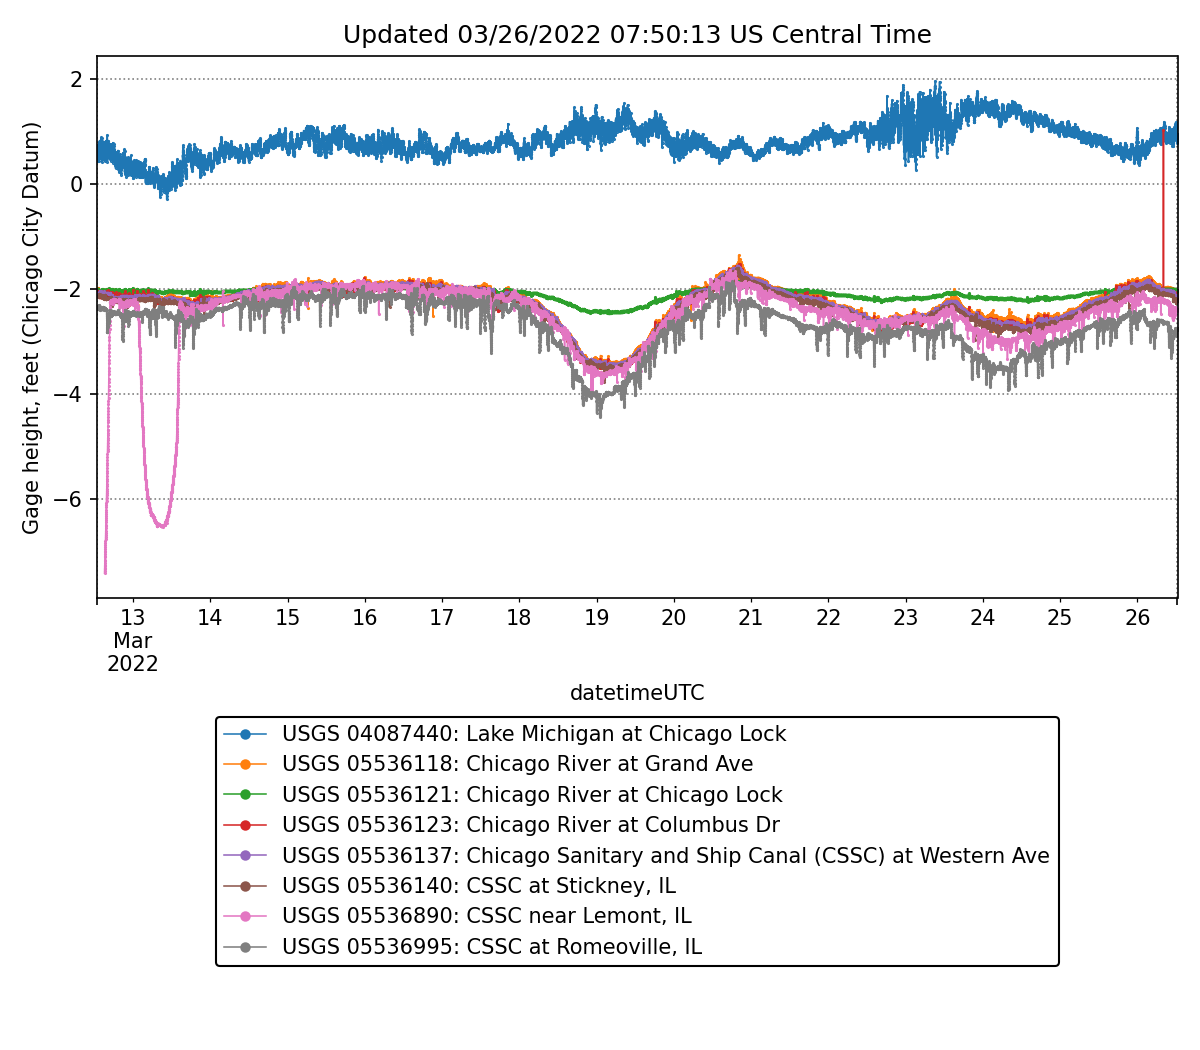 Updated 03/26/2022 07:50:13 US Central Time
Gage height, feet (Chicago City Datum)
2
0
−2
−4
−6
13 14 15 16 17 18 19 20 21 22 23 24 25 26
Mar
2022
datetimeUTC
USGS 04087440: Lake Michigan at Chicago Lock
USGS 05536118: Chicago River at Grand Ave
USGS 05536121: Chicago River at Chicago Lock
USGS 05536123: Chicago River at Columbus Dr
USGS 05536137: Chicago Sanitary and Ship Canal (CSSC) at Western Ave
USGS 05536140: CSSC at Stickney, IL
USGS 05536890: CSSC near Lemont, IL
USGS 05536995: CSSC at Romeoville, IL